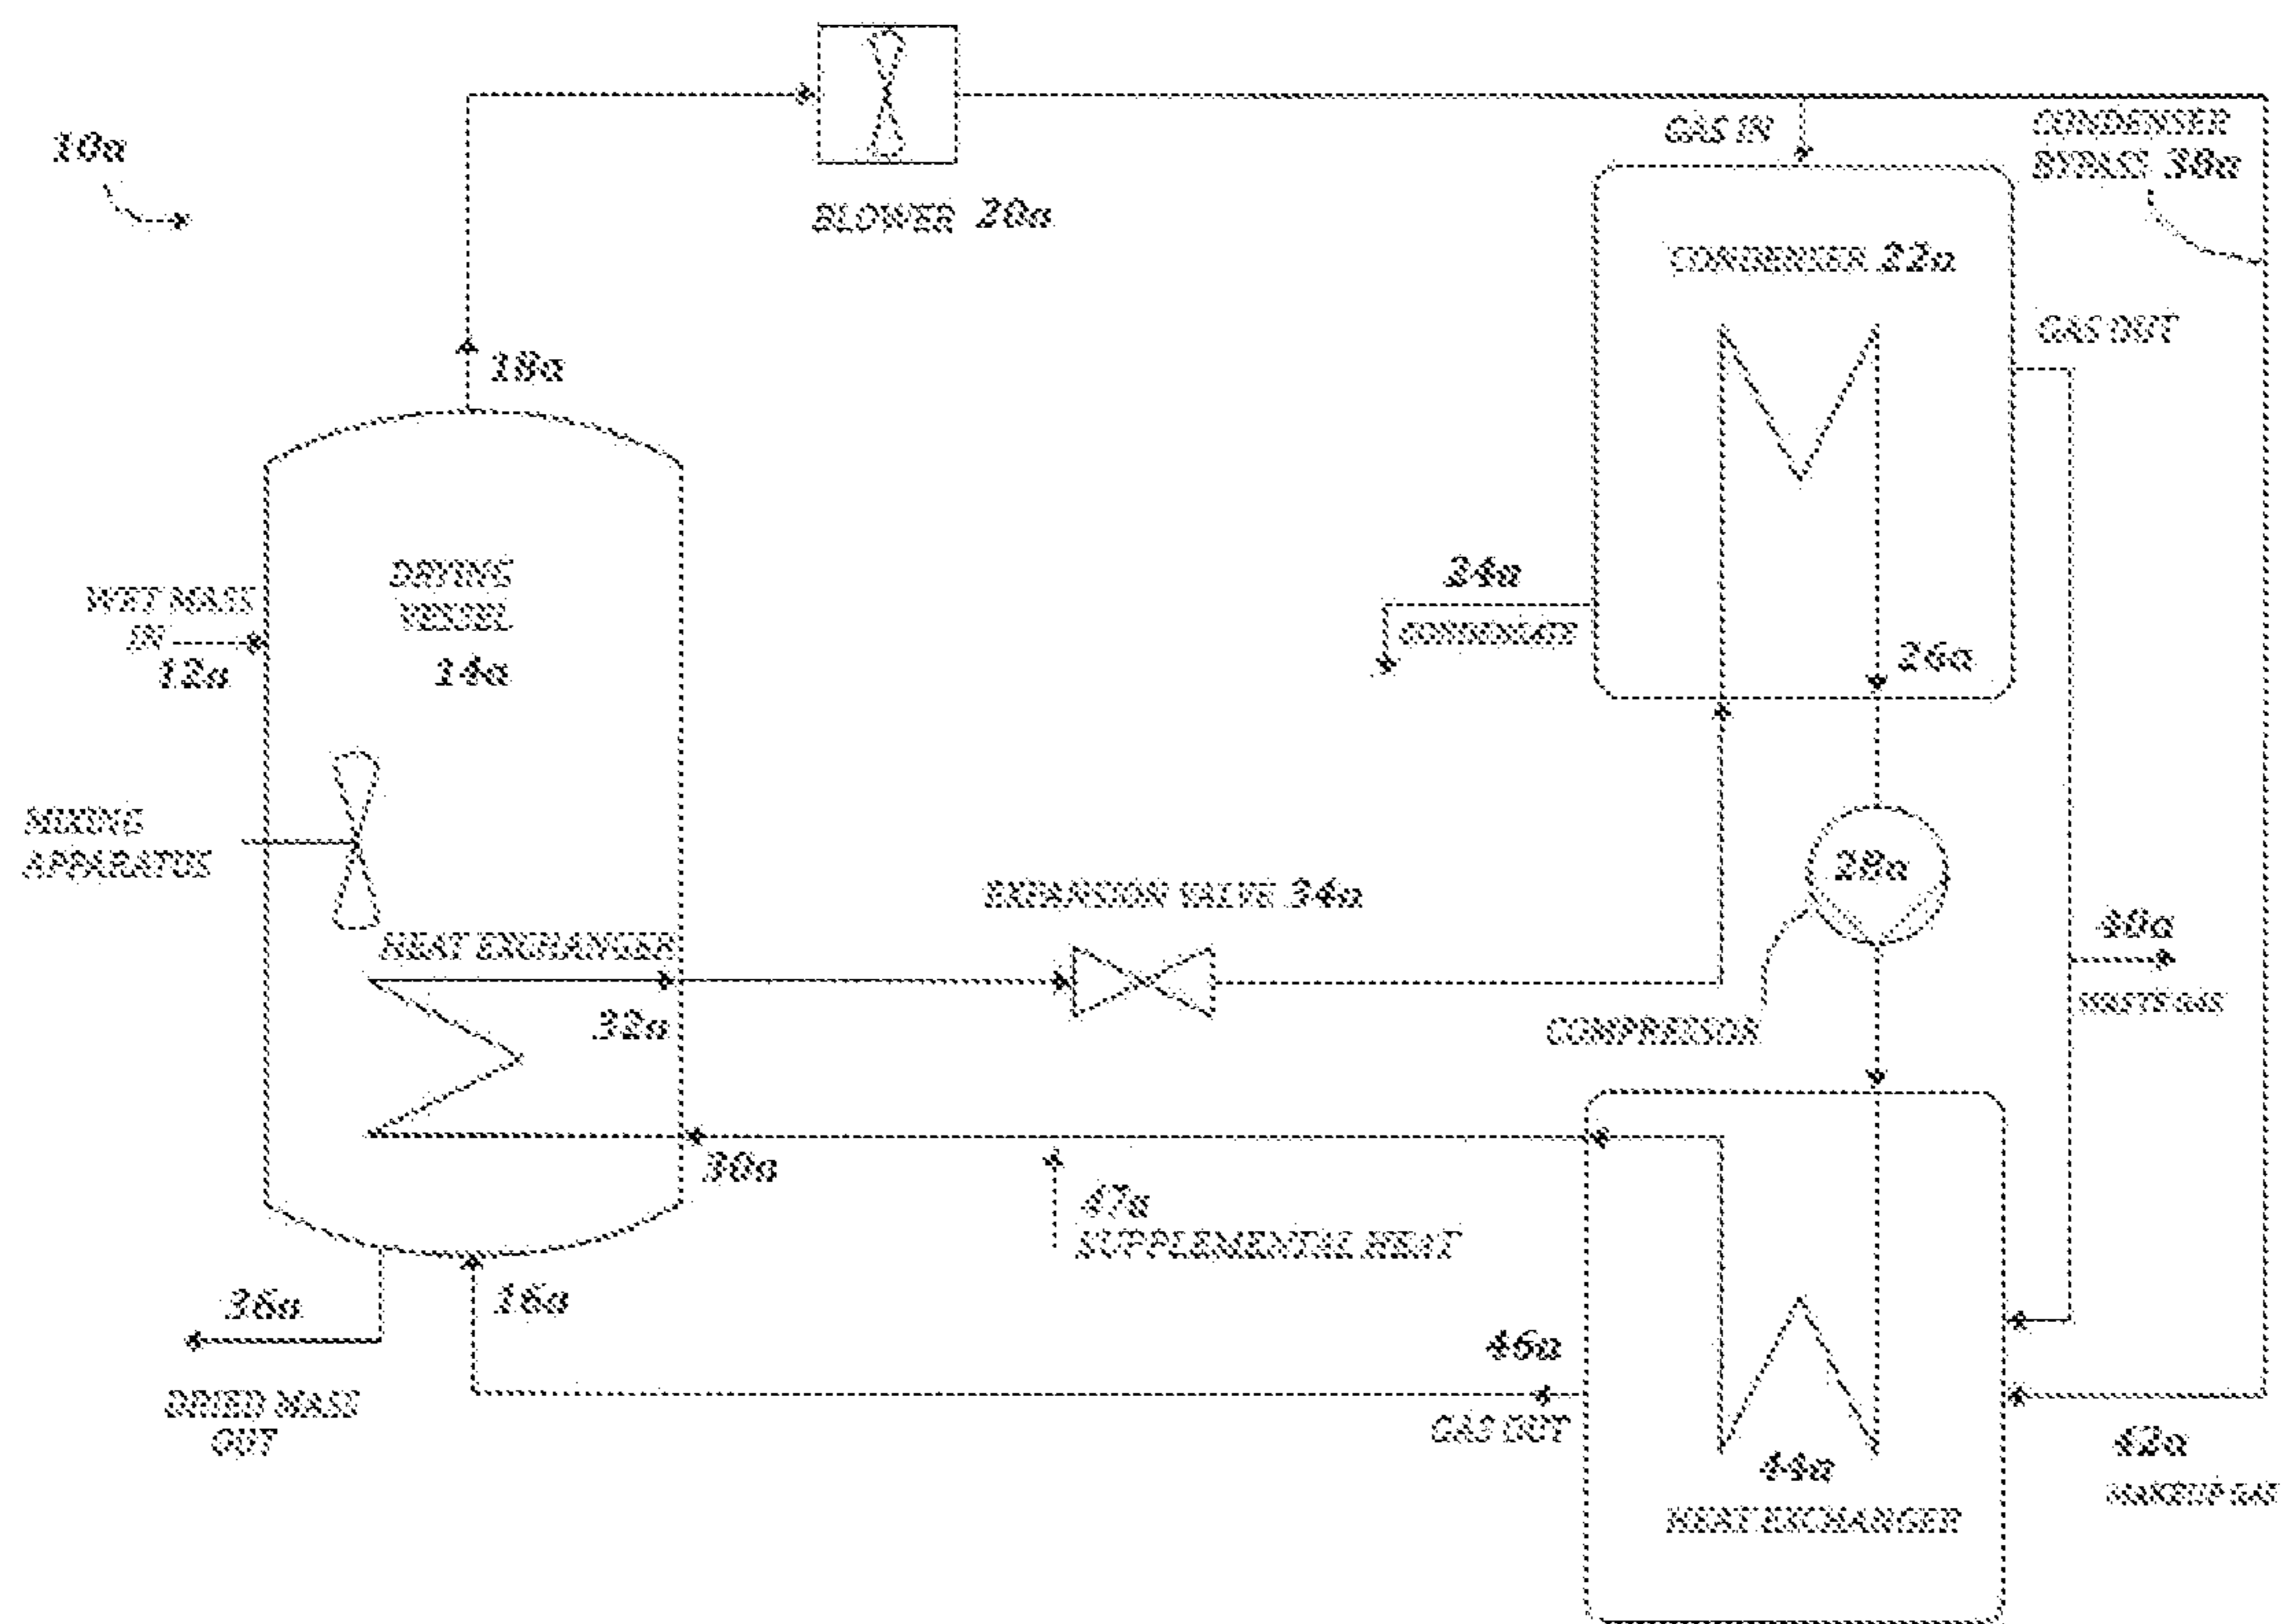 10a
BLOWER 20a
GAS IN
CONDENSER
BYPASS 38a
CONDENSER 22a
GAS OUT
18a
DRYING
VESSEL
14a
WET MASS
IN
12a
24a
CONDENSATE
26a
MIXING
APPARATUS
28a
EXPANSION VALVE 34a
HEAT EXCHANGER
32a
COMPRESSOR
40a
WASTE GAS
30a
47a
SUPPLEMENTAL HEAT
36a
16a
DRIED MASS
OUT
46a
GAS OUT
44a
HEAT EXCHANGER
42a
MAKEUP GAS